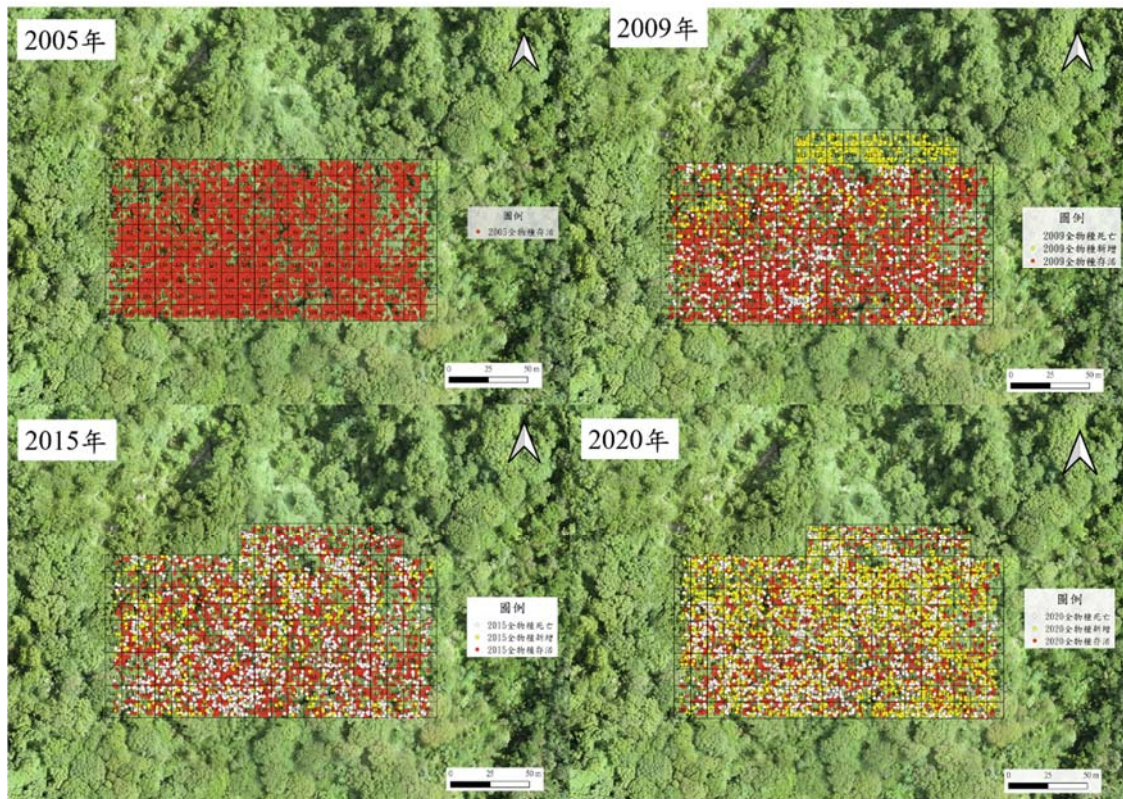 2005年
圖例
2005全物種存活
0 25 50 m
2009年
圖例
2009全物種死亡
2009全物種新增
2009全物種存活
0 25 50 m
2015年
圖例
2015全物種死亡
2015全物種新增
2015全物種存活
0 25 50 m
2020年
圖例
2020全物種死亡
2020全物種新增
2020全物種存活
0 25 50 m